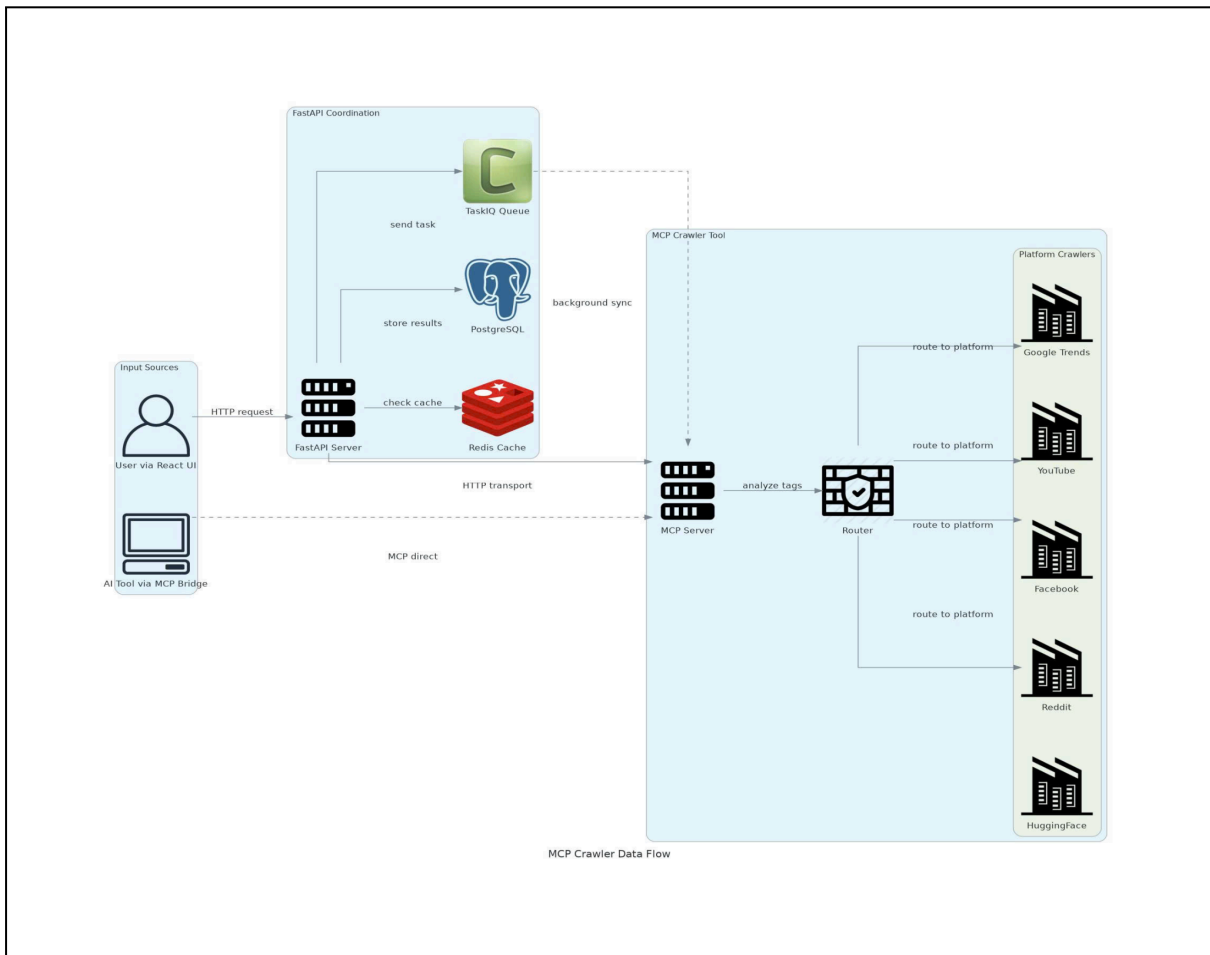 FastAPI Coordination
TaskIQ Queue
send task
MCP Crawler Tool
Platform Crawlers
PostgreSQL
background sync
store results
Google Trends
route to platform
Input Sources
User via React UI
HTTP request
FastAPI Server
check cache
Redis Cache
HTTP transport
route to platform
YouTube
MCP Server
analyze tags
Router
route to platform
AI Tool via MCP Bridge
MCP direct
Facebook
route to platform
Reddit
HuggingFace
MCP Crawler Data Flow